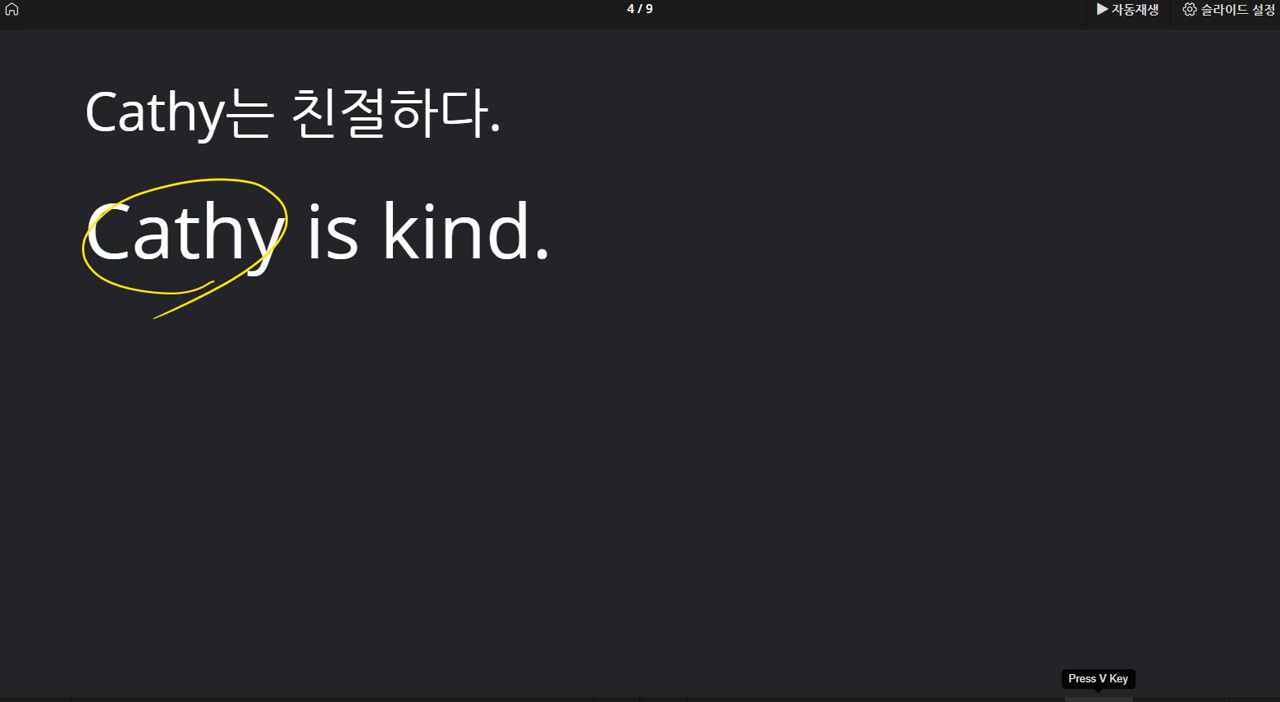 4 / 9
▶ 자동재생
슬라이드 설정
Cathy는 친절하다.
Cathy is kind.
Press V Key